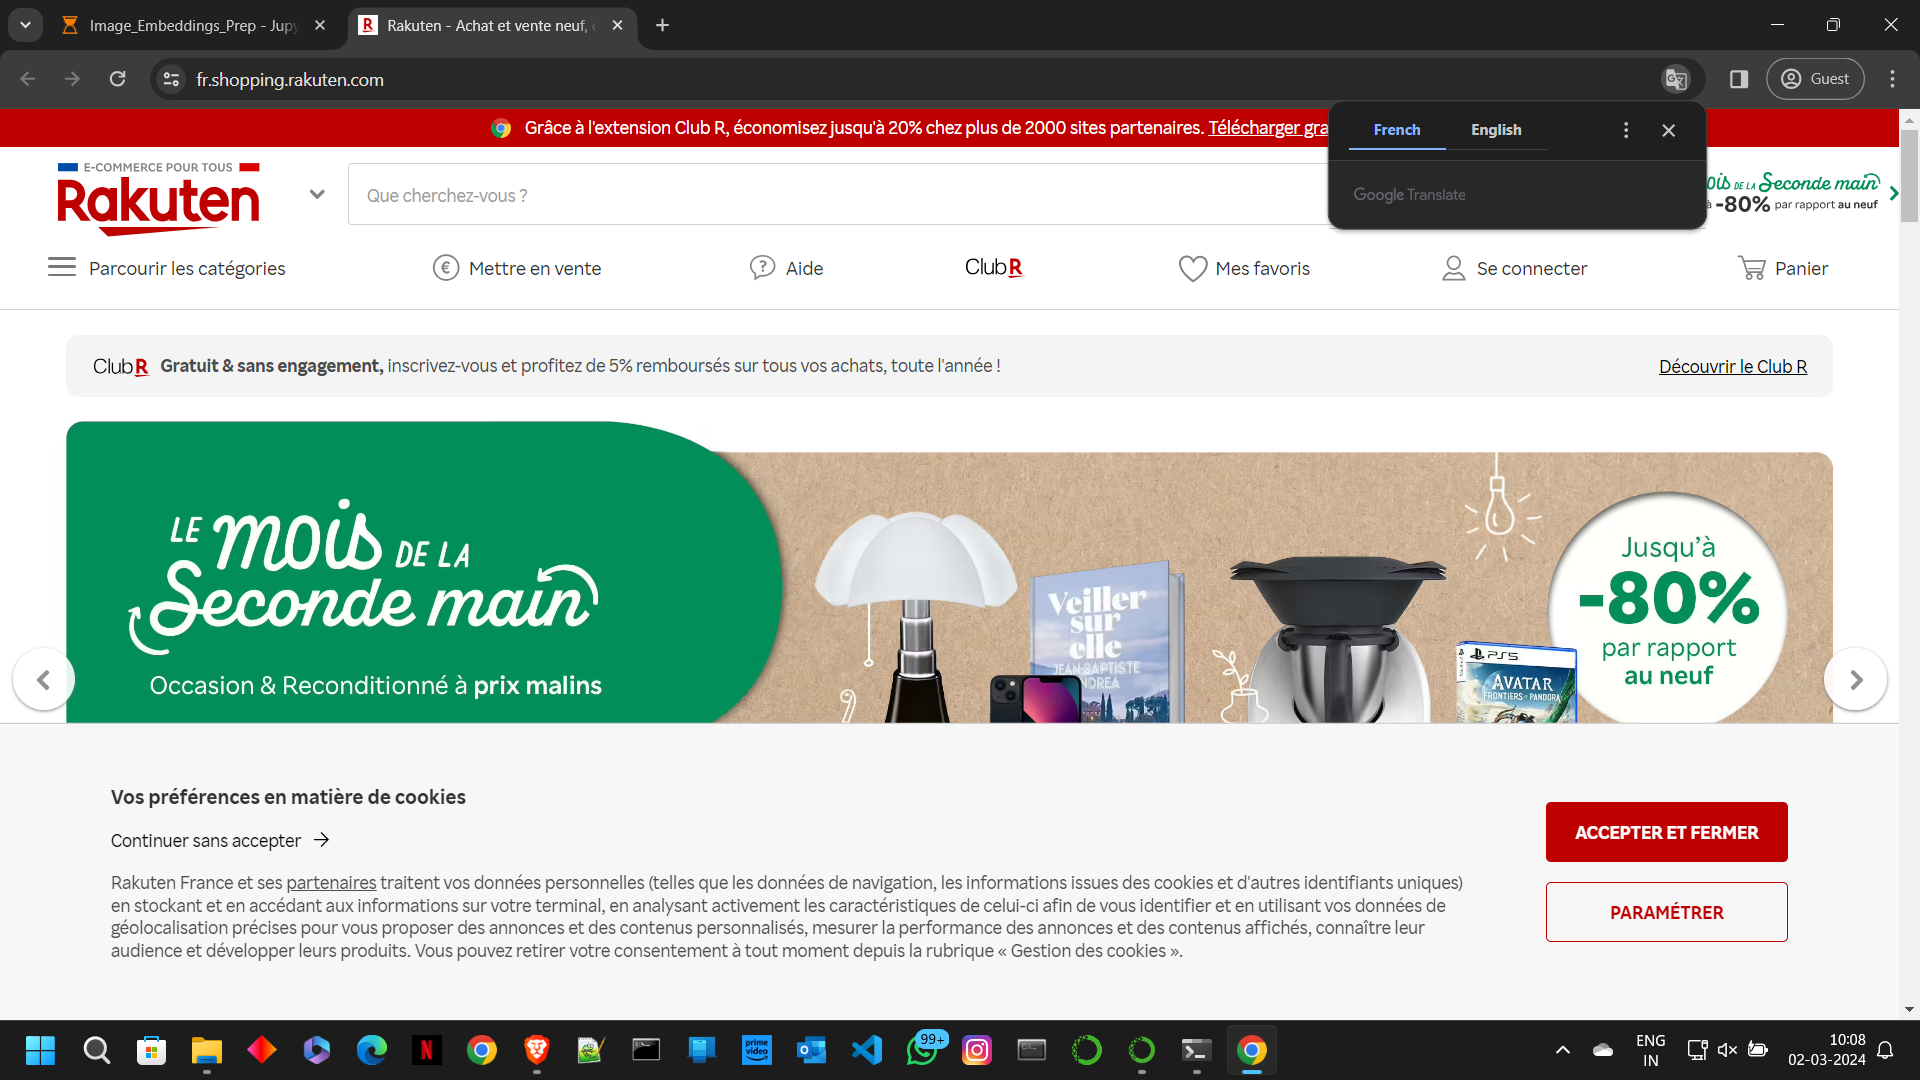 Image_Embeddings_Prep - Jupy
Rakuten - Achat et vente neuf,
fr.shopping.rakuten.com
Guest
Grâce à l'extension Club R, économisez jusqu'à 20% chez plus de 2000 sites partenaires. Télécharger gra
French English
Google Translate
E-COMMERCE POUR TOUS
Rakuten
Que cherchez-vous ?
ois DE LA Seconde main
à -80% par rapport au neuf
Parcourir les catégories
Mettre en vente
Aide
Club R
Mes favoris
Se connecter
Panier
Club R Gratuit & sans engagement, inscrivez-vous et profitez de 5% remboursés sur tous vos achats, toute l'année !
Découvrir le Club R
LE mois DE LA
Seconde main
Occasion & Reconditionné à prix malins
Veiller
sur
elle
JEAN-BAPTISTE
NDREA
PS5
AVATAR
FRONTIERS of PANDORA
Jusqu'à
-80%
par rapport
au neuf
Vos préférences en matière de cookies
Continuer sans accepter
Rakuten France et ses partenaires traitent vos données personnelles (telles que les données de navigation, les informations issues des cookies et d'autres identifiants uniques)
en stockant et en accédant aux informations sur votre terminal, en analysant activement les caractéristiques de celui-ci afin de vous identifier et en utilisant vos données de
géolocalisation précises pour vous proposer des annonces et des contenus personnalisés, mesurer la performance des annonces et des contenus affichés, connaître leur
audience et développer leurs produits. Vous pouvez retirer votre consentement à tout moment depuis la rubrique « Gestion des cookies ».
ACCEPTER ET FERMER
PARAMÉTRER
prime
video
99+
ENG
IN
10:08
02-03-2024